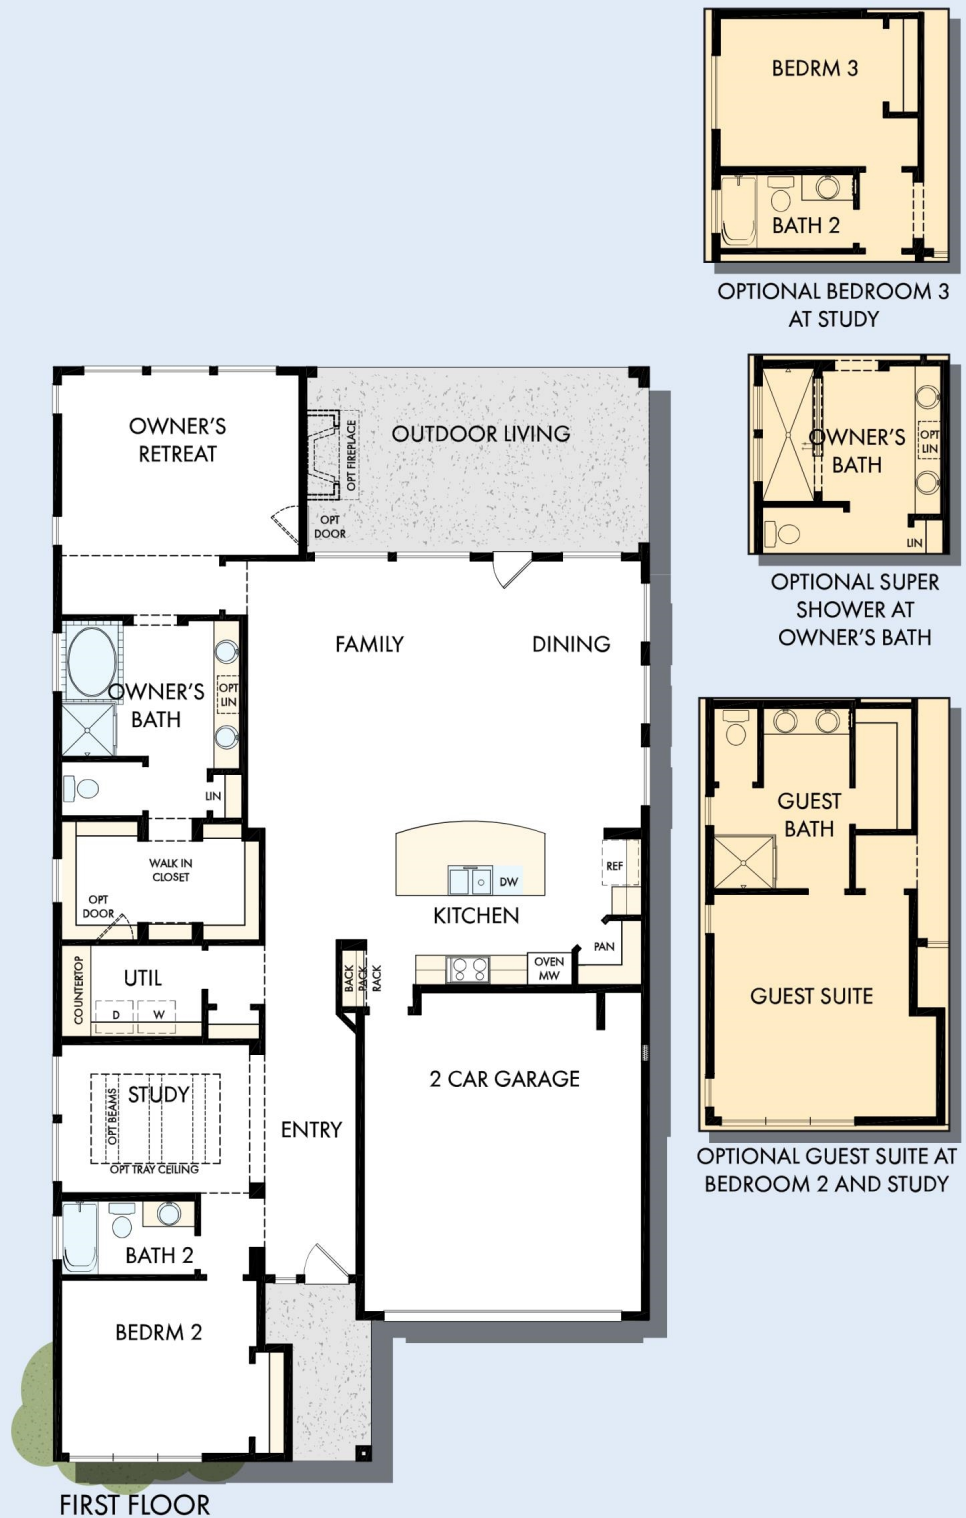 BEDRM 3
BATH 2
OPTIONAL BEDROOM 3
AT STUDY
OWNER'S
RETREAT
OPT FIREPLACE
OUTDOOR LIVING
OPT
DOOR
OWNER'S
BATH
OPT
LIN
LIN
OPTIONAL SUPER
SHOWER AT
OWNER'S BATH
FAMILY
DINING
OWNER'S
BATH
OPT
LIN
LIN
WALK IN
CLOSET
OPT
DOOR
DW
REF
KITCHEN
PAN
OVEN
MW
BACK
PACK
RACK
UTIL
COUNTERTOP
D
W
GUEST
BATH
GUEST SUITE
OPTIONAL GUEST SUITE AT
BEDROOM 2 AND STUDY
STUDY
OPT BEAMS
OPT TRAY CEILING
ENTRY
2 CAR GARAGE
BATH 2
BEDRM 2
FIRST FLOOR